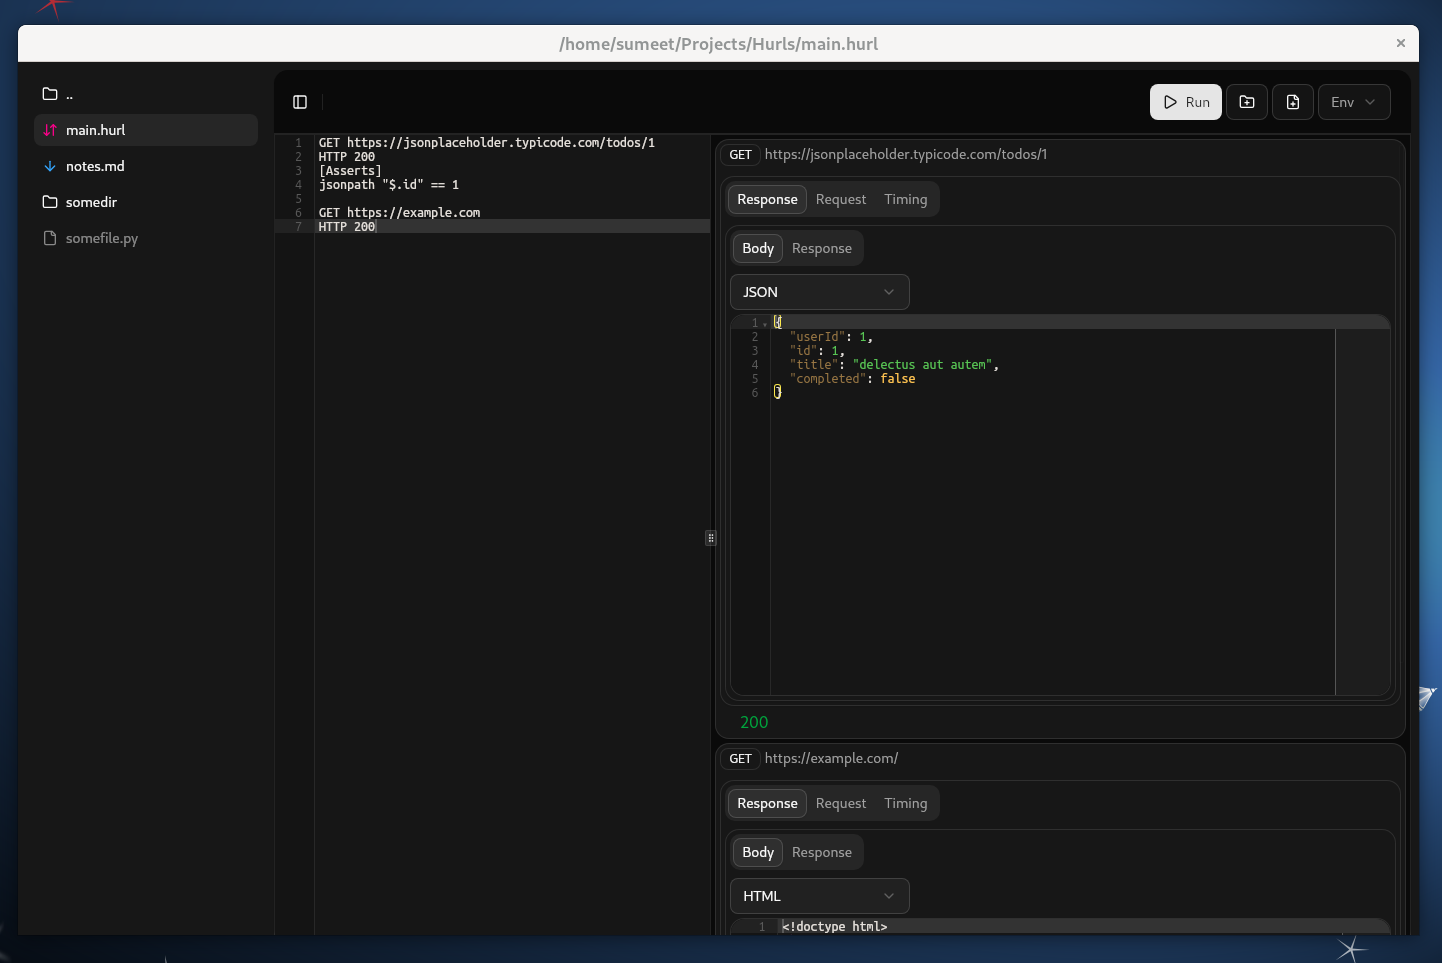 /home/sumeet/Projects/Hurls/main.hurl
..
main.hurl
notes.md
somedir
somefile.py
Run
Env
1 GET https://jsonplaceholder.typicode.com/todos/1
2 HTTP 200
3 [Asserts]
4 jsonpath "$.id" == 1
5
6 GET https://example.com
7 HTTP 200
GET https://jsonplaceholder.typicode.com/todos/1
Response Request Timing
Body Response
JSON
1 {
2 "userId": 1,
3 "id": 1,
4 "title": "delectus aut autem",
5 "completed": false
6 }
200
GET https://example.com/
Response Request Timing
Body Response
HTML
1 <!doctype html>